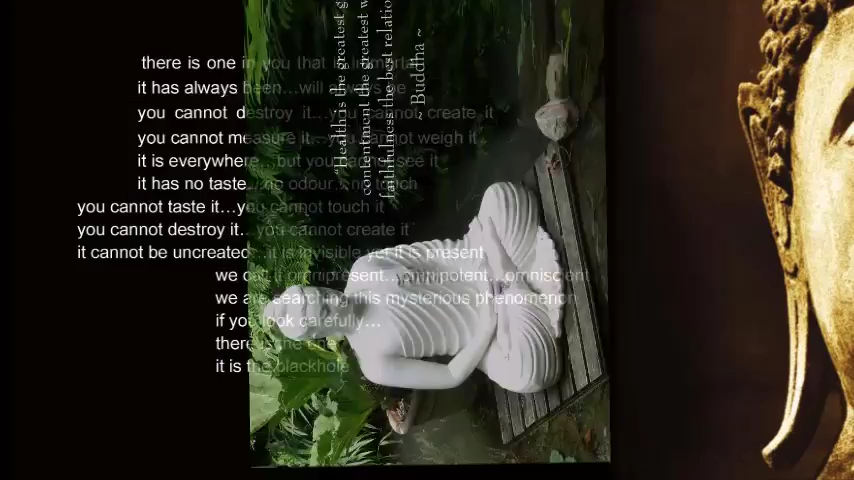 there is one in you that is immortal
it has always been...will always be
you cannot destroy it...you cannot create it
you cannot measure it...you cannot weigh it
it is everywhere...but you cannot see it
it has no taste...no odour...no touch
you cannot taste it...you cannot touch it
you cannot destroy it...you cannot create it
it cannot be uncreated...it is invisible yet it is present
we call it omnipresent...omnipotent...omniscient
we are searching this mysterious phenomenon
if you look carefully...
there is the
it is the blackhole
"Health is the greatest
contentment the greatest
faithfulness the best
~ Buddha ~